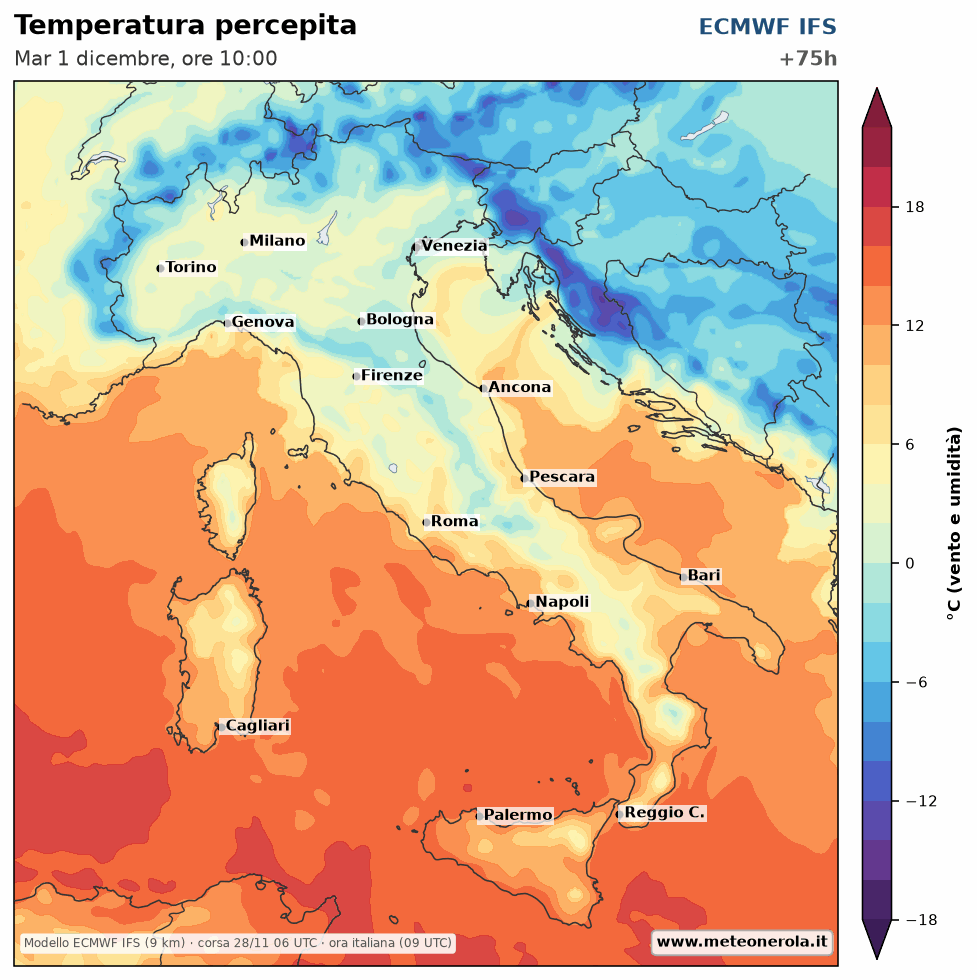 Temperatura percepita
ECMWF IFS
Mar 1 dicembre, ore 10:00
+75h
Milano
Venezia
Torino
Genova
Bologna
Firenze
Ancona
Pescara
Roma
Bari
Napoli
Cagliari
Palermo
Reggio C.
18
12
6
0
−6
−12
−18
°C (vento e umidità)
Modello ECMWF IFS (9 km) · corsa 28/11 06 UTC · ora italiana (09 UTC)
www.meteonerola.it